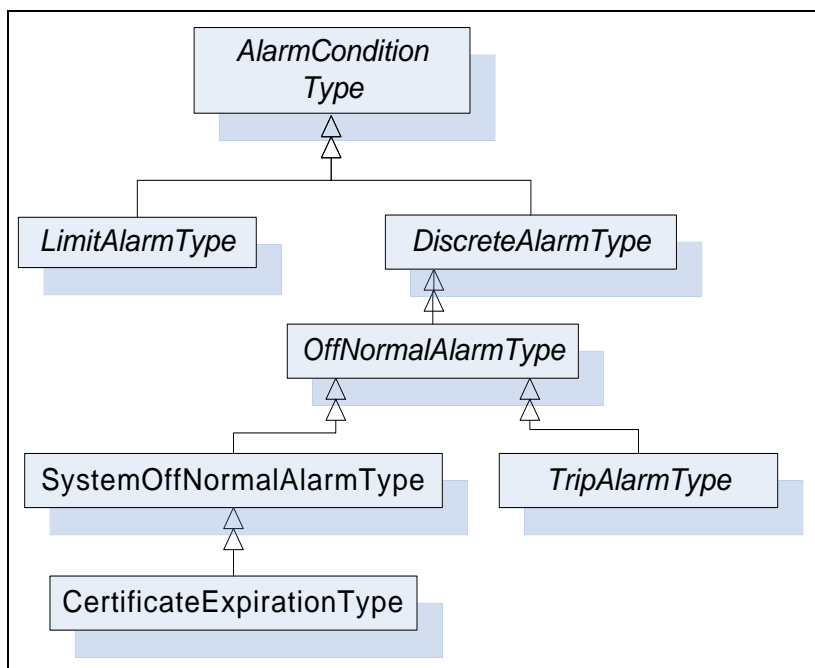 AlarmCondition
Type
LimitAlarmType
DiscreteAlarmType
OffNormalAlarmType
SystemOffNormalAlarmType
TripAlarmType
CertificateExpirationType